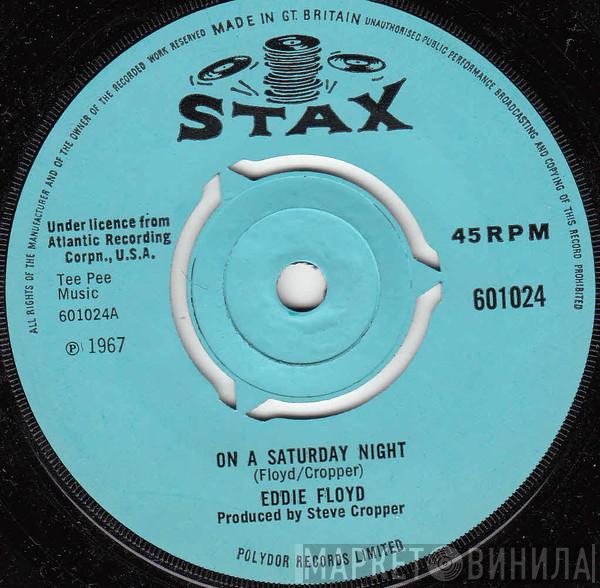 MADE IN GT. BRITAIN
UNAUTHORISED PUBLIC PERFORMANCE BROADCASTING AND COPYING OF THIS RECORD PROHIBITED
ALL RIGHTS OF THE MANUFACTURER AND OF THE OWNER OF THE RECORDED WORK RESERVED
STAX
Under licence from
Atlantic Recording
Corpn., U.S.A.
Tee Pee
Music
601024A
℗ 1967
45 RPM
601024
ON A SATURDAY NIGHT
(Floyd/Cropper)
EDDIE FLOYD
Produced by Steve Cropper
POLYDOR RECORDS LIMITED
МАРКЕТ ВИНИЛА